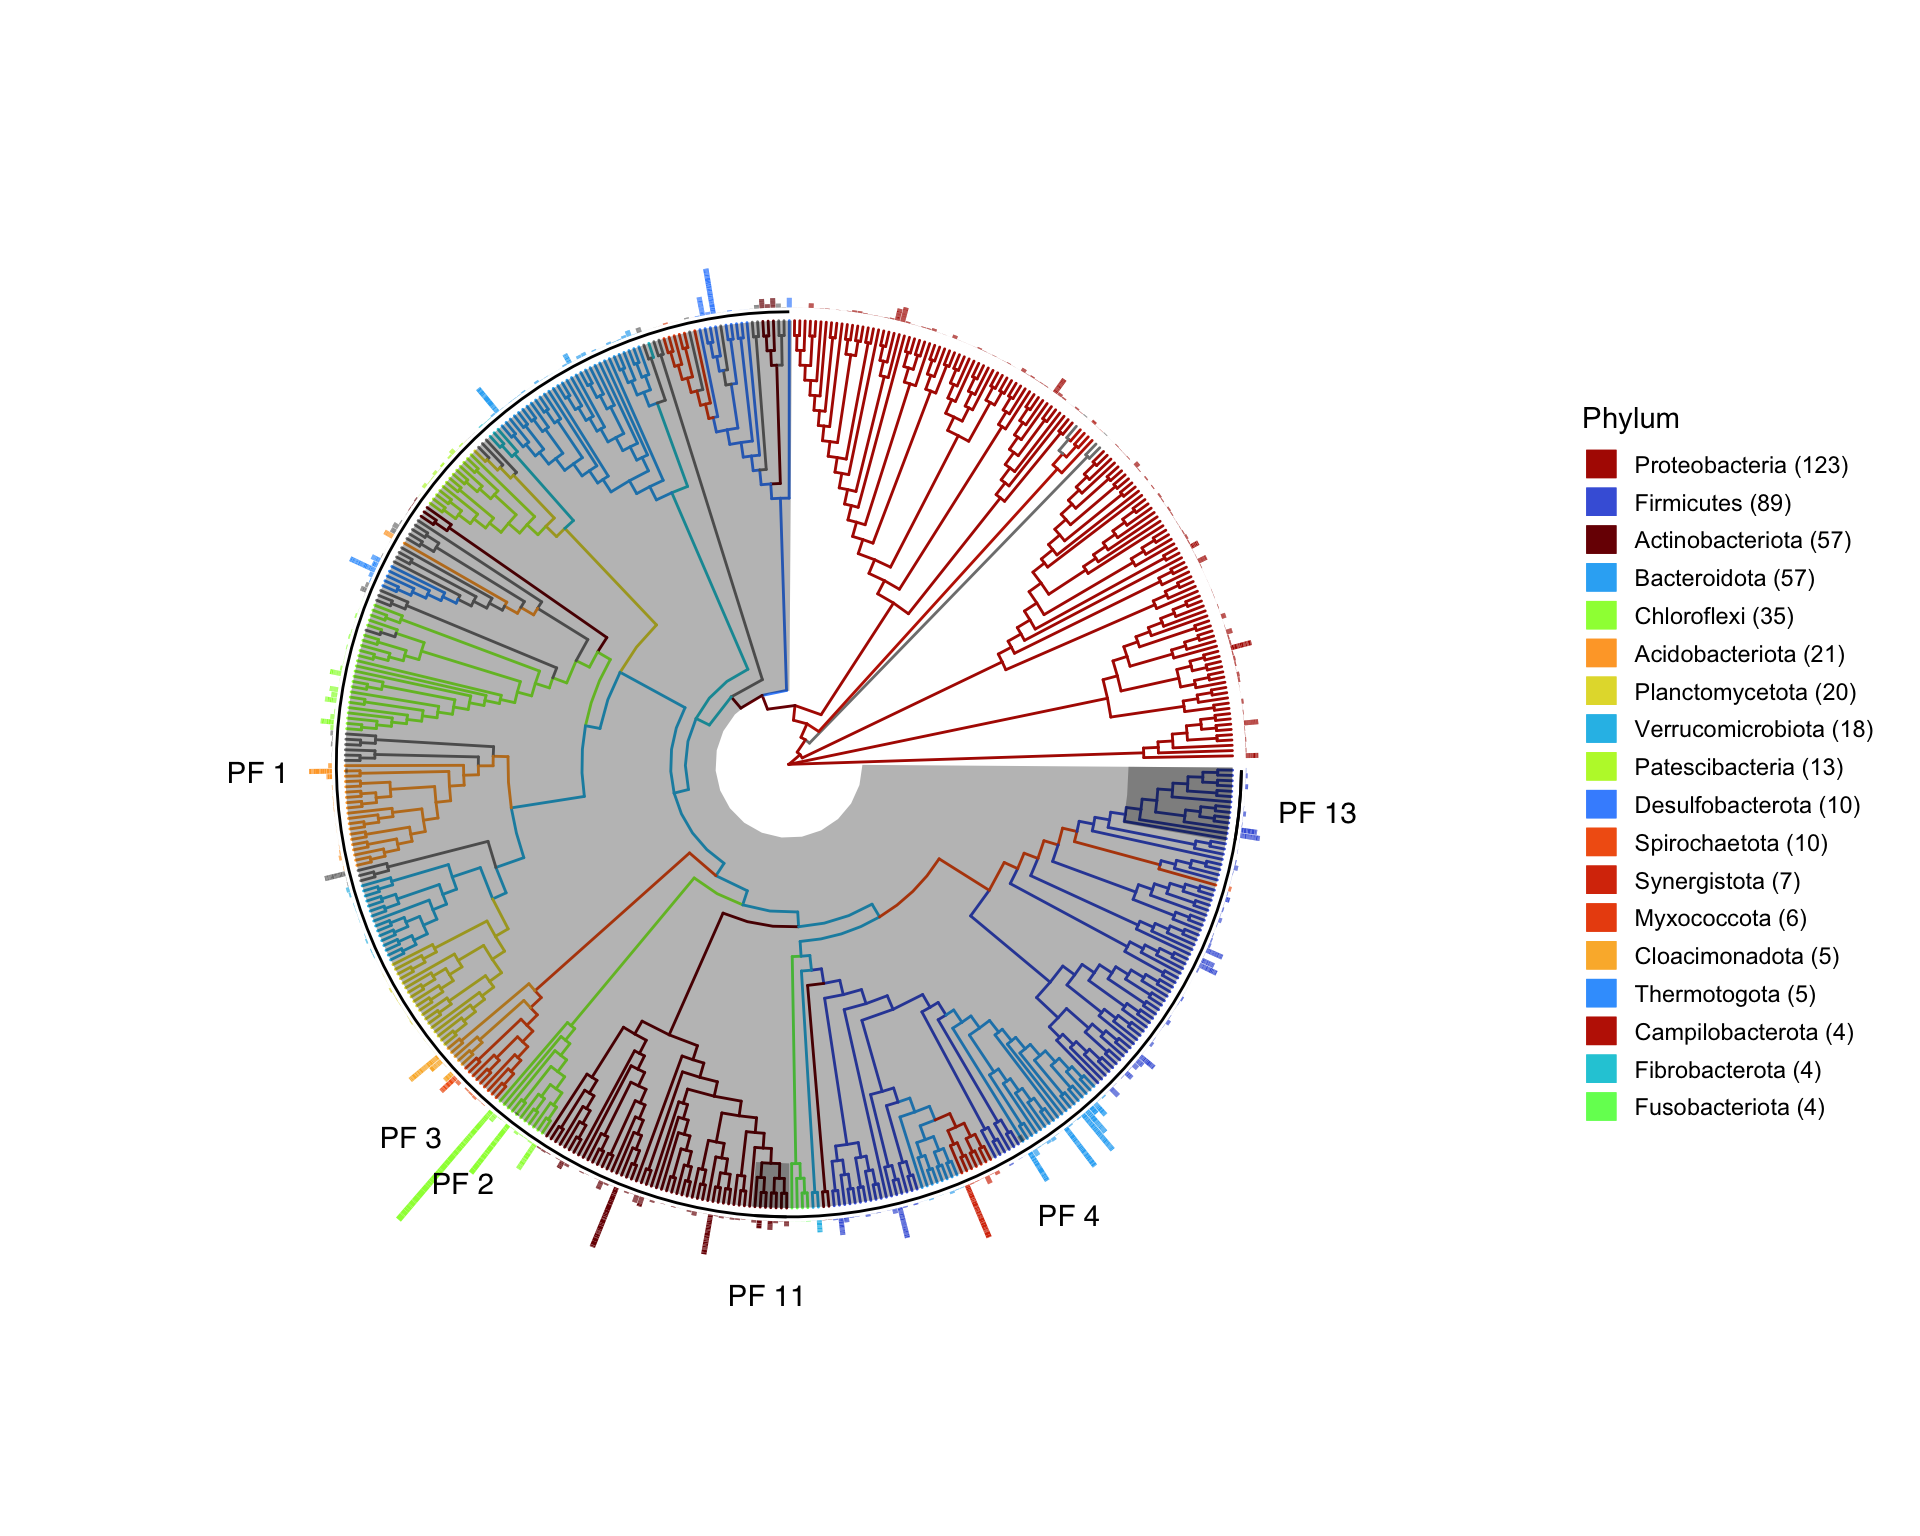 Phylum
Proteobacteria (123)
Firmicutes (89)
Actinobacteriota (57)
Bacteroidota (57)
Chloroflexi (35)
Acidobacteriota (21)
Planctomycetota (20)
Verrucomicrobiota (18)
Patescibacteria (13)
Desulfobacterota (10)
Spirochaetota (10)
Synergistota (7)
Myxococcota (6)
Cloacimonadota (5)
Thermotogota (5)
Campilobacterota (4)
Fibrobacterota (4)
Fusobacteriota (4)
PF 1
PF 13
PF 3
PF 2
PF 4
PF 11